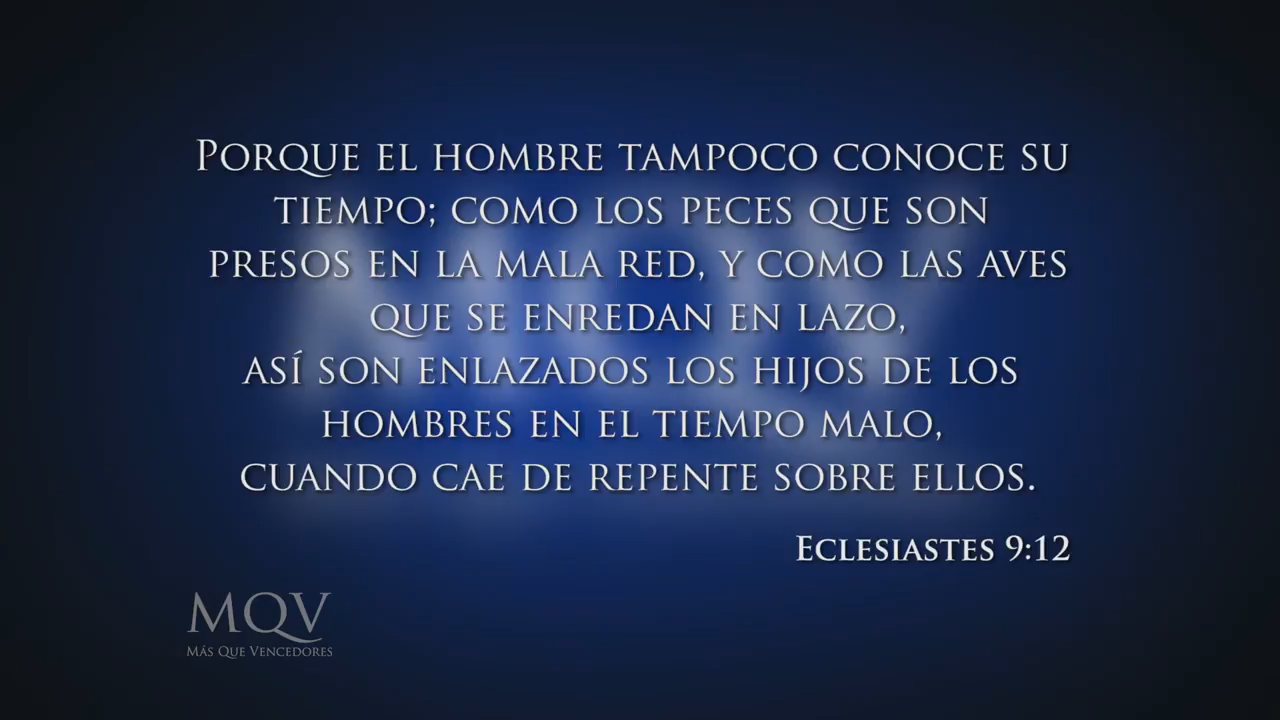 Porque el hombre tampoco conoce su
tiempo; como los peces que son
presos en la mala red, y como las aves
que se enredan en lazo,
así son enlazados los hijos de los
hombres en el tiempo malo,
cuando cae de repente sobre ellos.
Eclesiastes 9:12
MQV
Más Que Vencedores